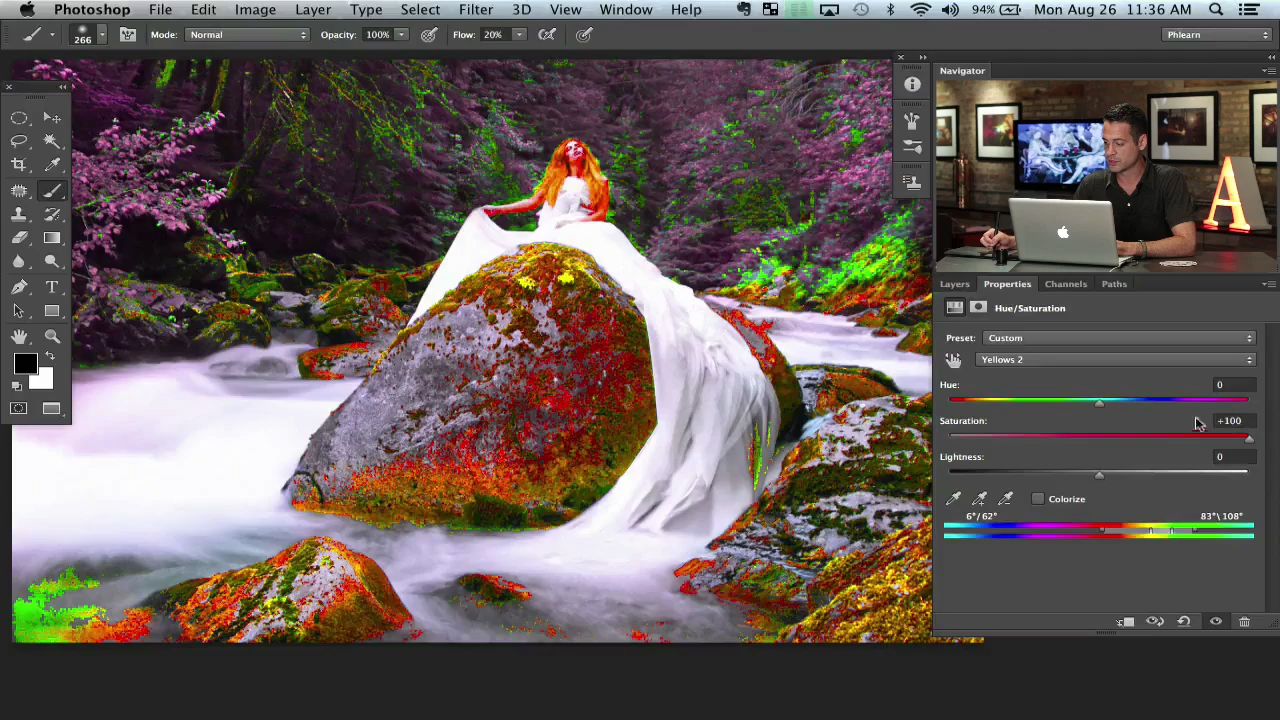 Photoshop File Edit Image Layer Type Select Filter 3D View Window Help 94% Mon Aug 26 11:36 AM
266 Mode: Normal Opacity: 100% Flow: 20% Phlearn
Navigator
A
Layers Properties Channels Paths
Hue/Saturation
Preset: Custom
Yellows 2
Hue: 0
Saturation: +100
Lightness: 0
Colorize
6°/ 62° 83°\ 108°
T